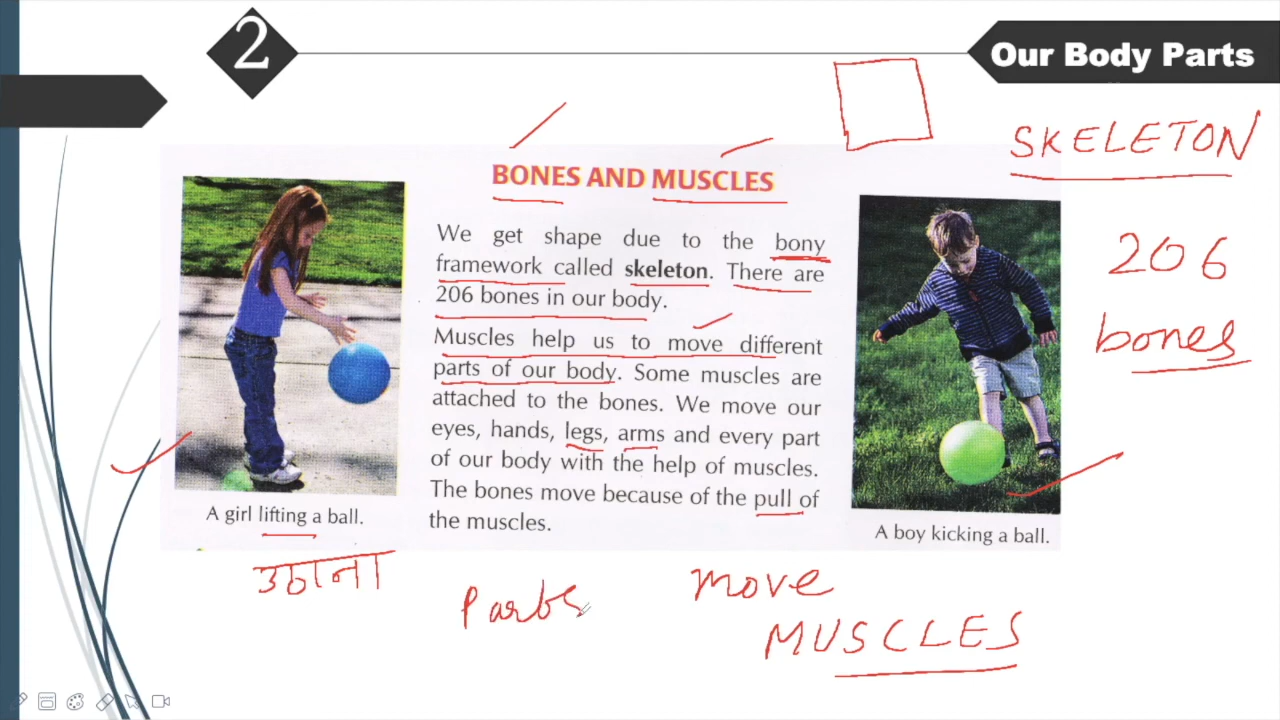 2
Our Body Parts
SKELETON
BONES AND MUSCLES
We get shape due to the bony
framework called skeleton. There are
206 bones in our body.
Muscles help us to move different
parts of our body. Some muscles are
attached to the bones. We move our
eyes, hands, legs, arms and every part
of our body with the help of muscles.
The bones move because of the pull of
the muscles.
206
bones
A girl lifting a ball.
A boy kicking a ball.
उठाना
Parts
move
MUSCLES